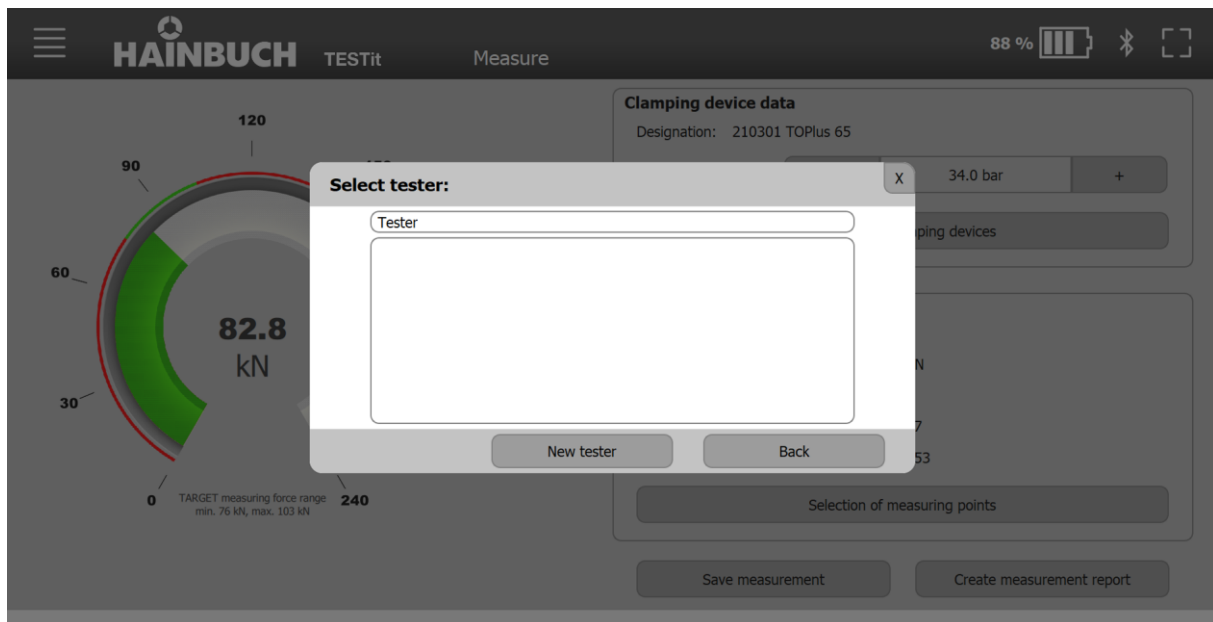 HAINBUCH TESTit Measure 88 %
Clamping device data
Designation: 210301 TOPlus 65
34.0 bar +
ping devices
120
90
60
30
0
240
82.8
kN
TARGET measuring force range
min. 76 kN, max. 103 kN
Select tester: X
Tester
New tester Back
N
7
53
Selection of measuring points
Save measurement Create measurement report